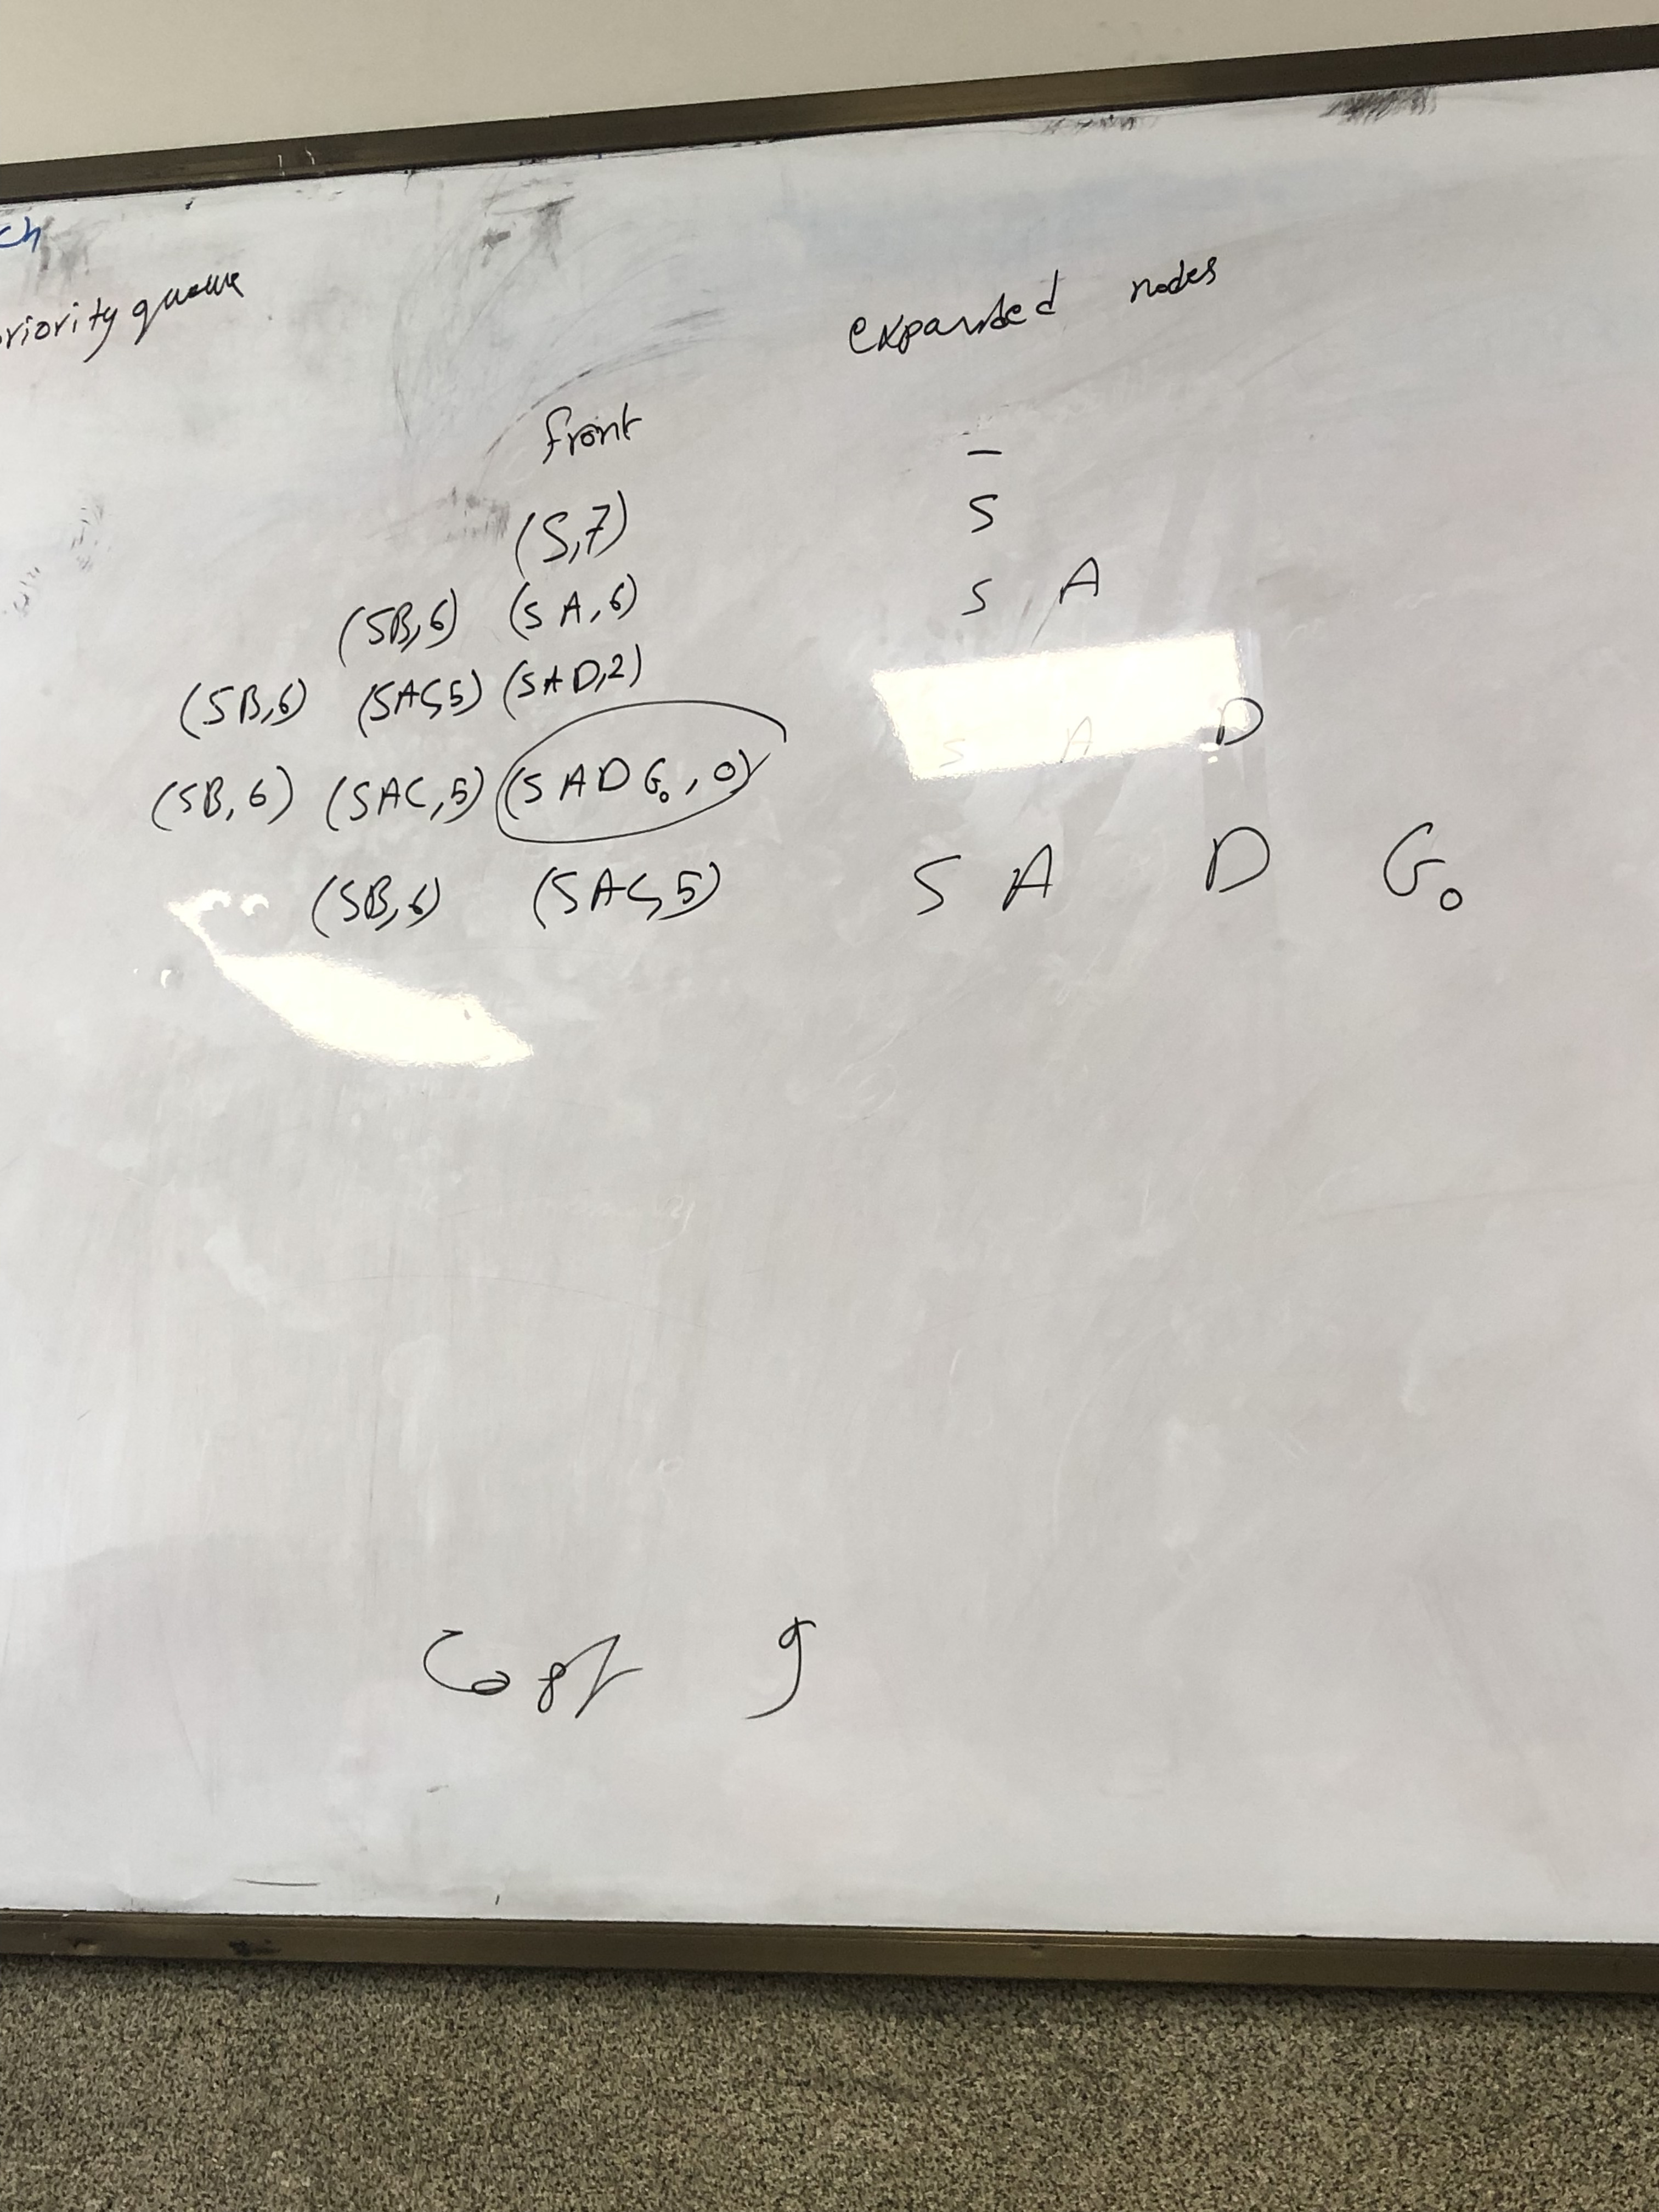 ch
riority queue
expanded nodes
front
—
(S,7)
S
(SB,6) (SA,6)
S A
(SB,6) (SAC,5) (SAD,2)
S A D
(SB,6) (SAC,5) (SADG₀,0)
(SB,6) (SAC,5)
S A D G₀
Cost 9